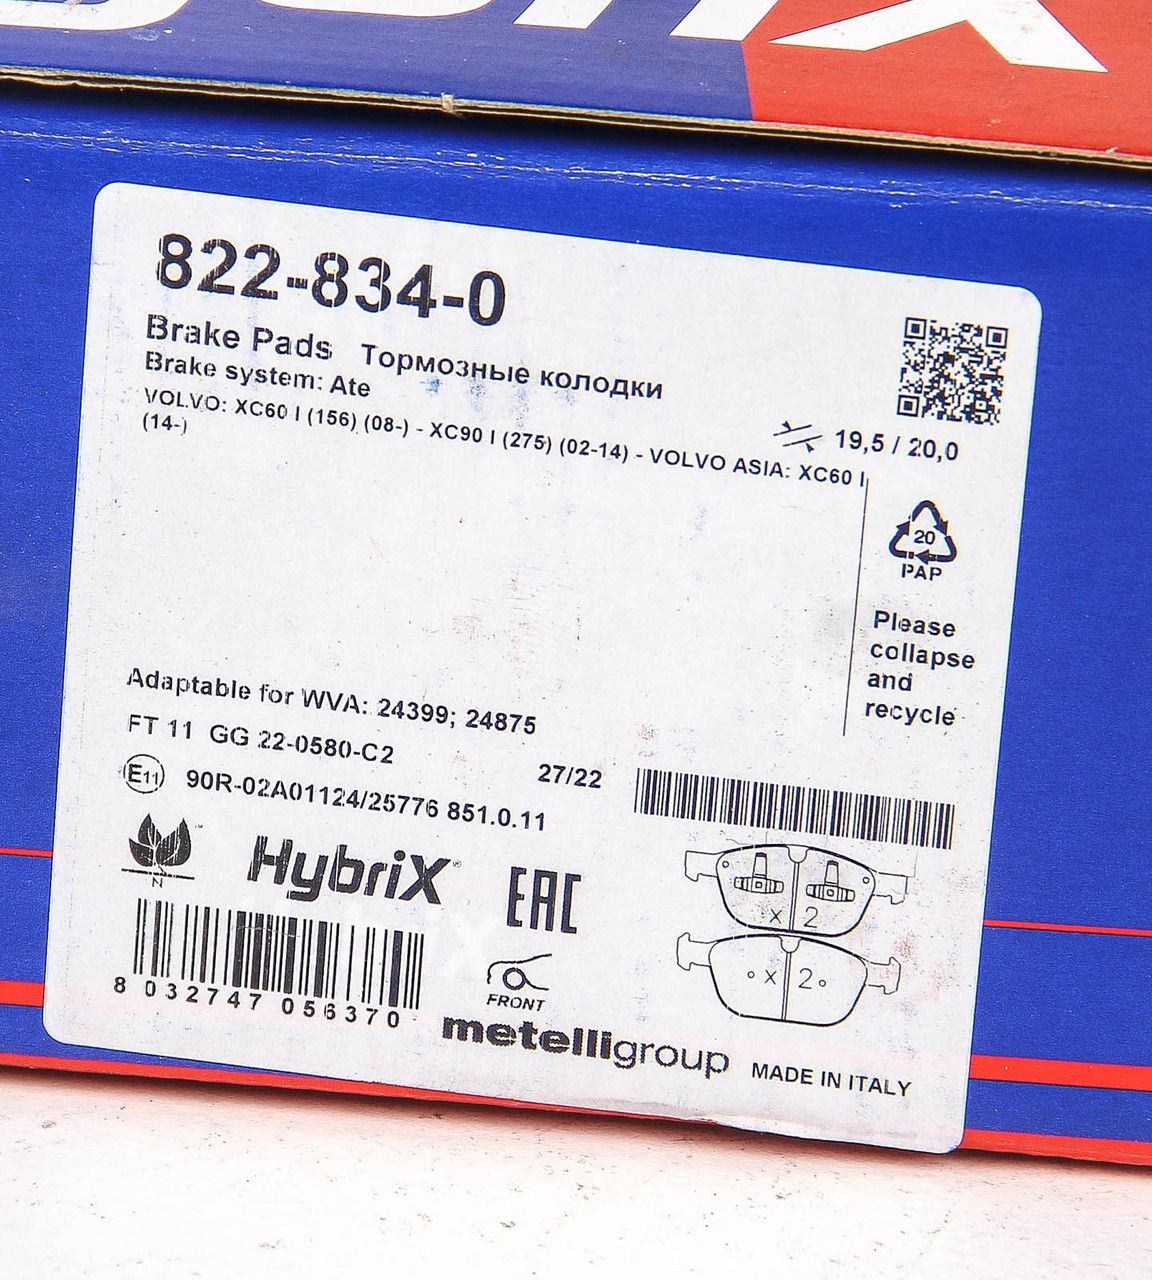 822-834-0
Brake Pads Тормозные колодки
Brake system: Ate
19,5 / 20,0
VOLVO: XC60 I (156) (08-) - XC90 I (275) (02-14) - VOLVO ASIA: XC60 I
(14-)
20
PAP
Please
collapse
and
recycle
Adaptable for WVA: 24399; 24875
FT 11 GG 22-0580-C2
27/22
E11 90R-02A01124/25776 851.0.11
N
HybriX
EAC
x 2
x 2
8 032747 056370
FRONT
metelligroup MADE IN ITALY